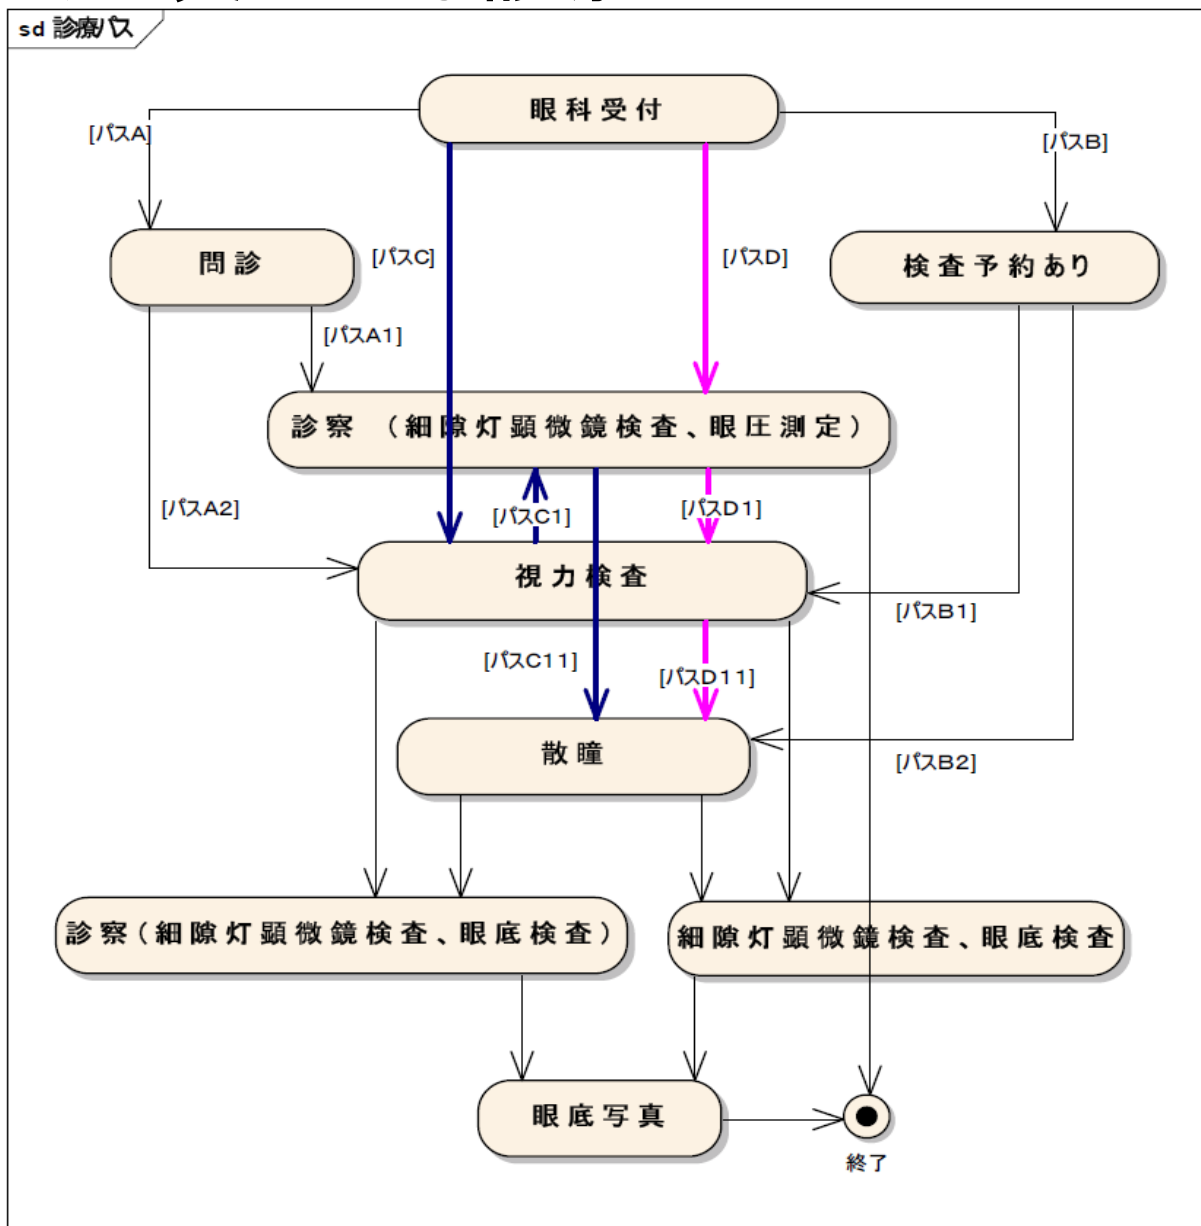 sd 診療パス
眼科受付
[パスA]
[パスB]
問診
[パスC]
[パスD]
検査予約あり
[パスA1]
診察 (細隙灯顕微鏡検査、眼圧測定)
[パスA2]
[パスC1]
[パスD1]
視力検査
[パスB1]
[パスC11]
[パスD11]
散瞳
[パスB2]
診察(細隙灯顕微鏡検査、眼底検査)
細隙灯顕微鏡検査、眼底検査
眼底写真
終了